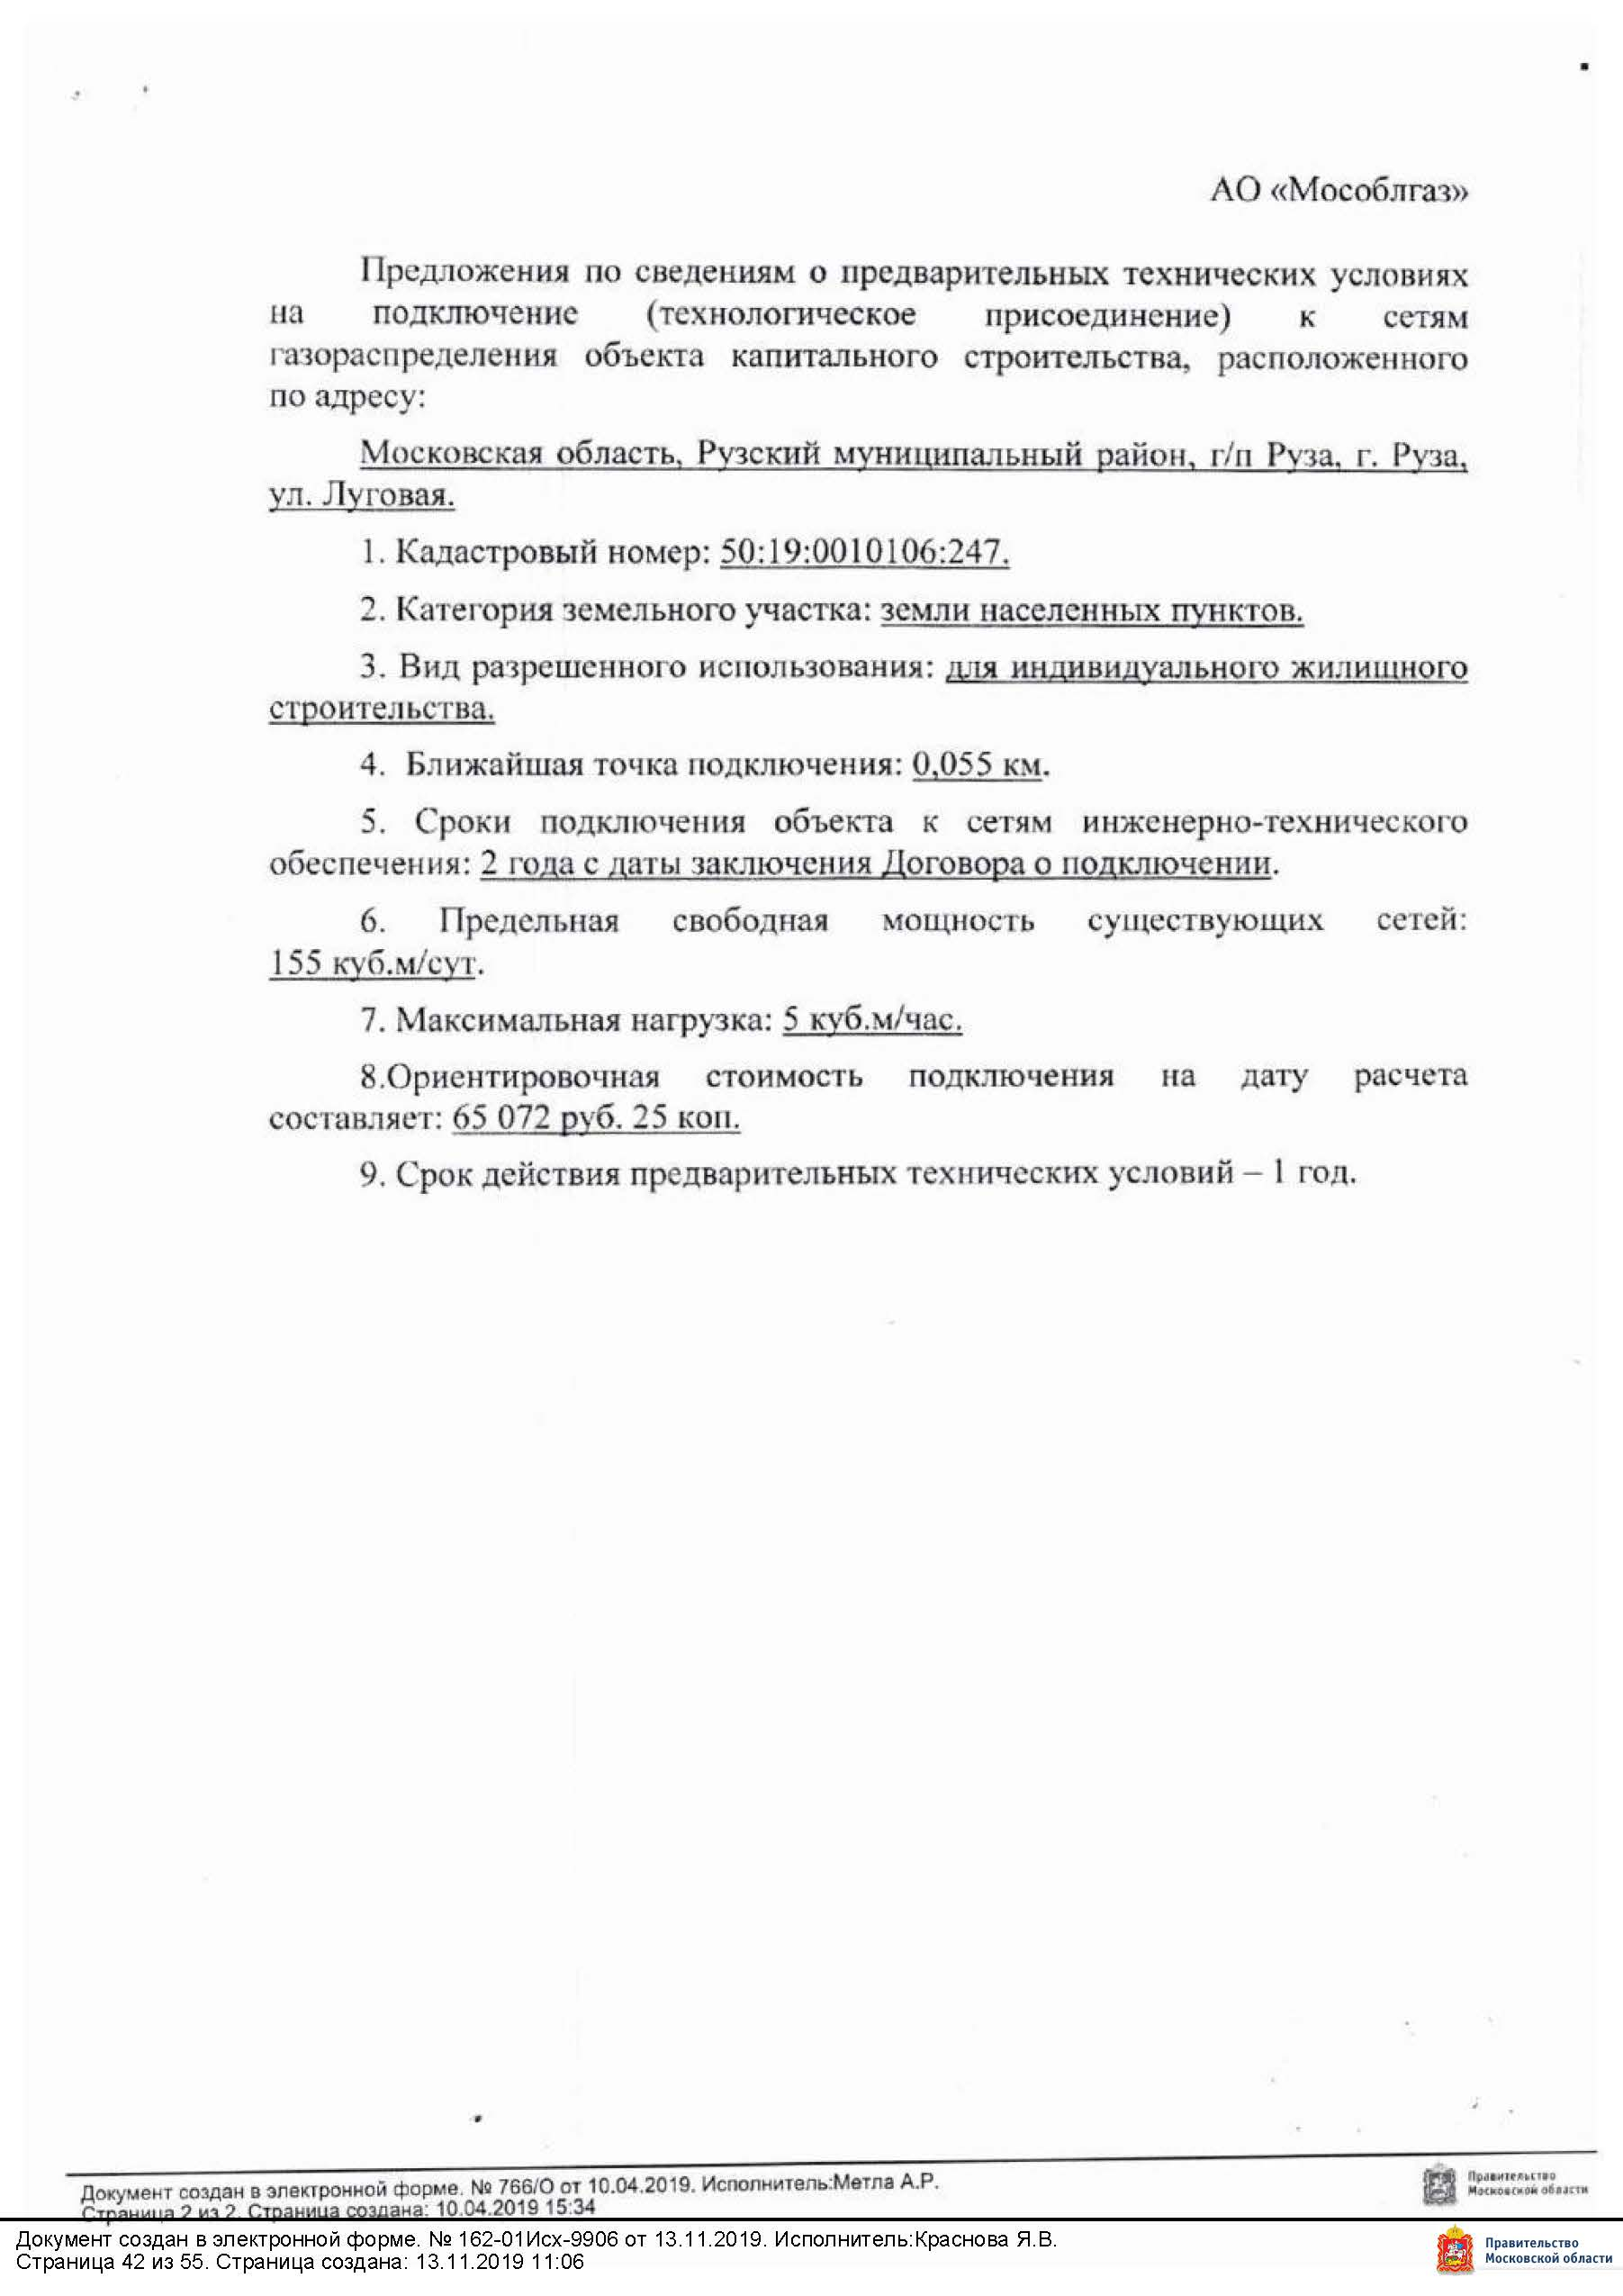 АО «Мособлгаз»
Предложения по сведениям о предварительных технических условиях
на подключение (технологическое присоединение) к сетям
газораспределения объекта капитального строительства, расположенного
по адресу:
Московская область, Рузский муниципальный район, г/п Руза, г. Руза,
ул. Луговая.
1. Кадастровый номер: 50:19:0010106:247.
2. Категория земельного участка: земли населенных пунктов.
3. Вид разрешенного использования: для индивидуального жилищного
строительства.
4. Ближайшая точка подключения: 0,055 км.
5. Сроки подключения объекта к сетям инженерно-технического
обеспечения: 2 года с даты заключения Договора о подключении.
6. Предельная свободная мощность существующих сетей:
155 куб.м/сут.
7. Максимальная нагрузка: 5 куб.м/час.
8.Ориентировочная стоимость подключения на дату расчета
составляет: 65 072 руб. 25 коп.
9. Срок действия предварительных технических условий – 1 год.
Документ создан в электронной форме. № 766/О от 10.04.2019. Исполнитель:Метла А.Р.
Страница 2 из 2. Страница создана: 10.04.2019 15:34
Правительство
Московской области
Документ создан в электронной форме. № 162-01Исх-9906 от 13.11.2019. Исполнитель:Краснова Я.В.
Страница 42 из 55. Страница создана: 13.11.2019 11:06
Правительство
Московской области